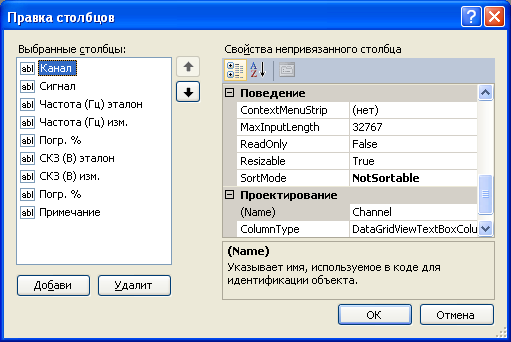 Правка столбцов
Выбранные столбцы:
Свойства непривязанного столбца
abl Канал
abl Сигнал
abl Частота (Гц) эталон
abl Частота (Гц) изм.
abl Погр. %
abl СКЗ (В) эталон
abl СКЗ (В) изм.
abl Погр. %
abl Примечание
Поведение
ContextMenuStrip (нет)
MaxInputLength 32767
ReadOnly False
Resizable True
SortMode NotSortable
Проектирование
(Name) Channel
ColumnType DataGridViewTextBoxColu
(Name)
Указывает имя, используемое в коде для
идентификации объекта.
Добави
Удалит
OK
Отмена